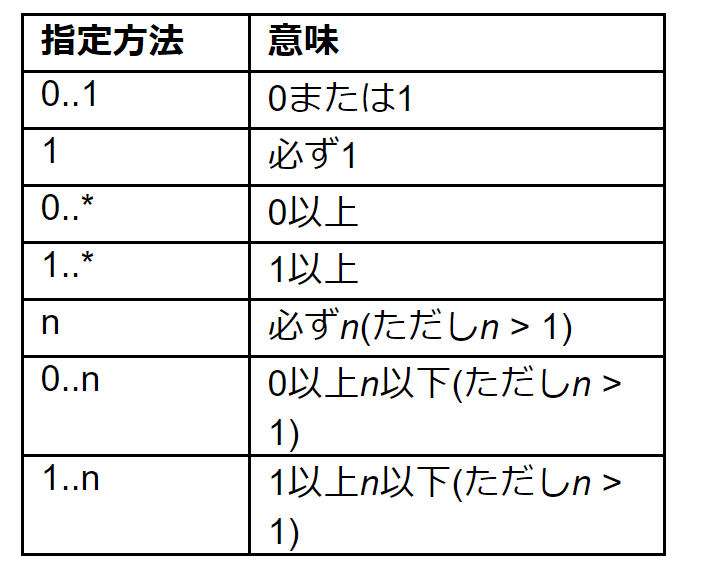 指定方法 意味
0..1 0または1
1 必ず1
0..* 0以上
1..* 1以上
n 必ずn(ただしn > 1)
0..n 0以上n以下(ただしn >
1)
1..n 1以上n以下(ただしn >
1)